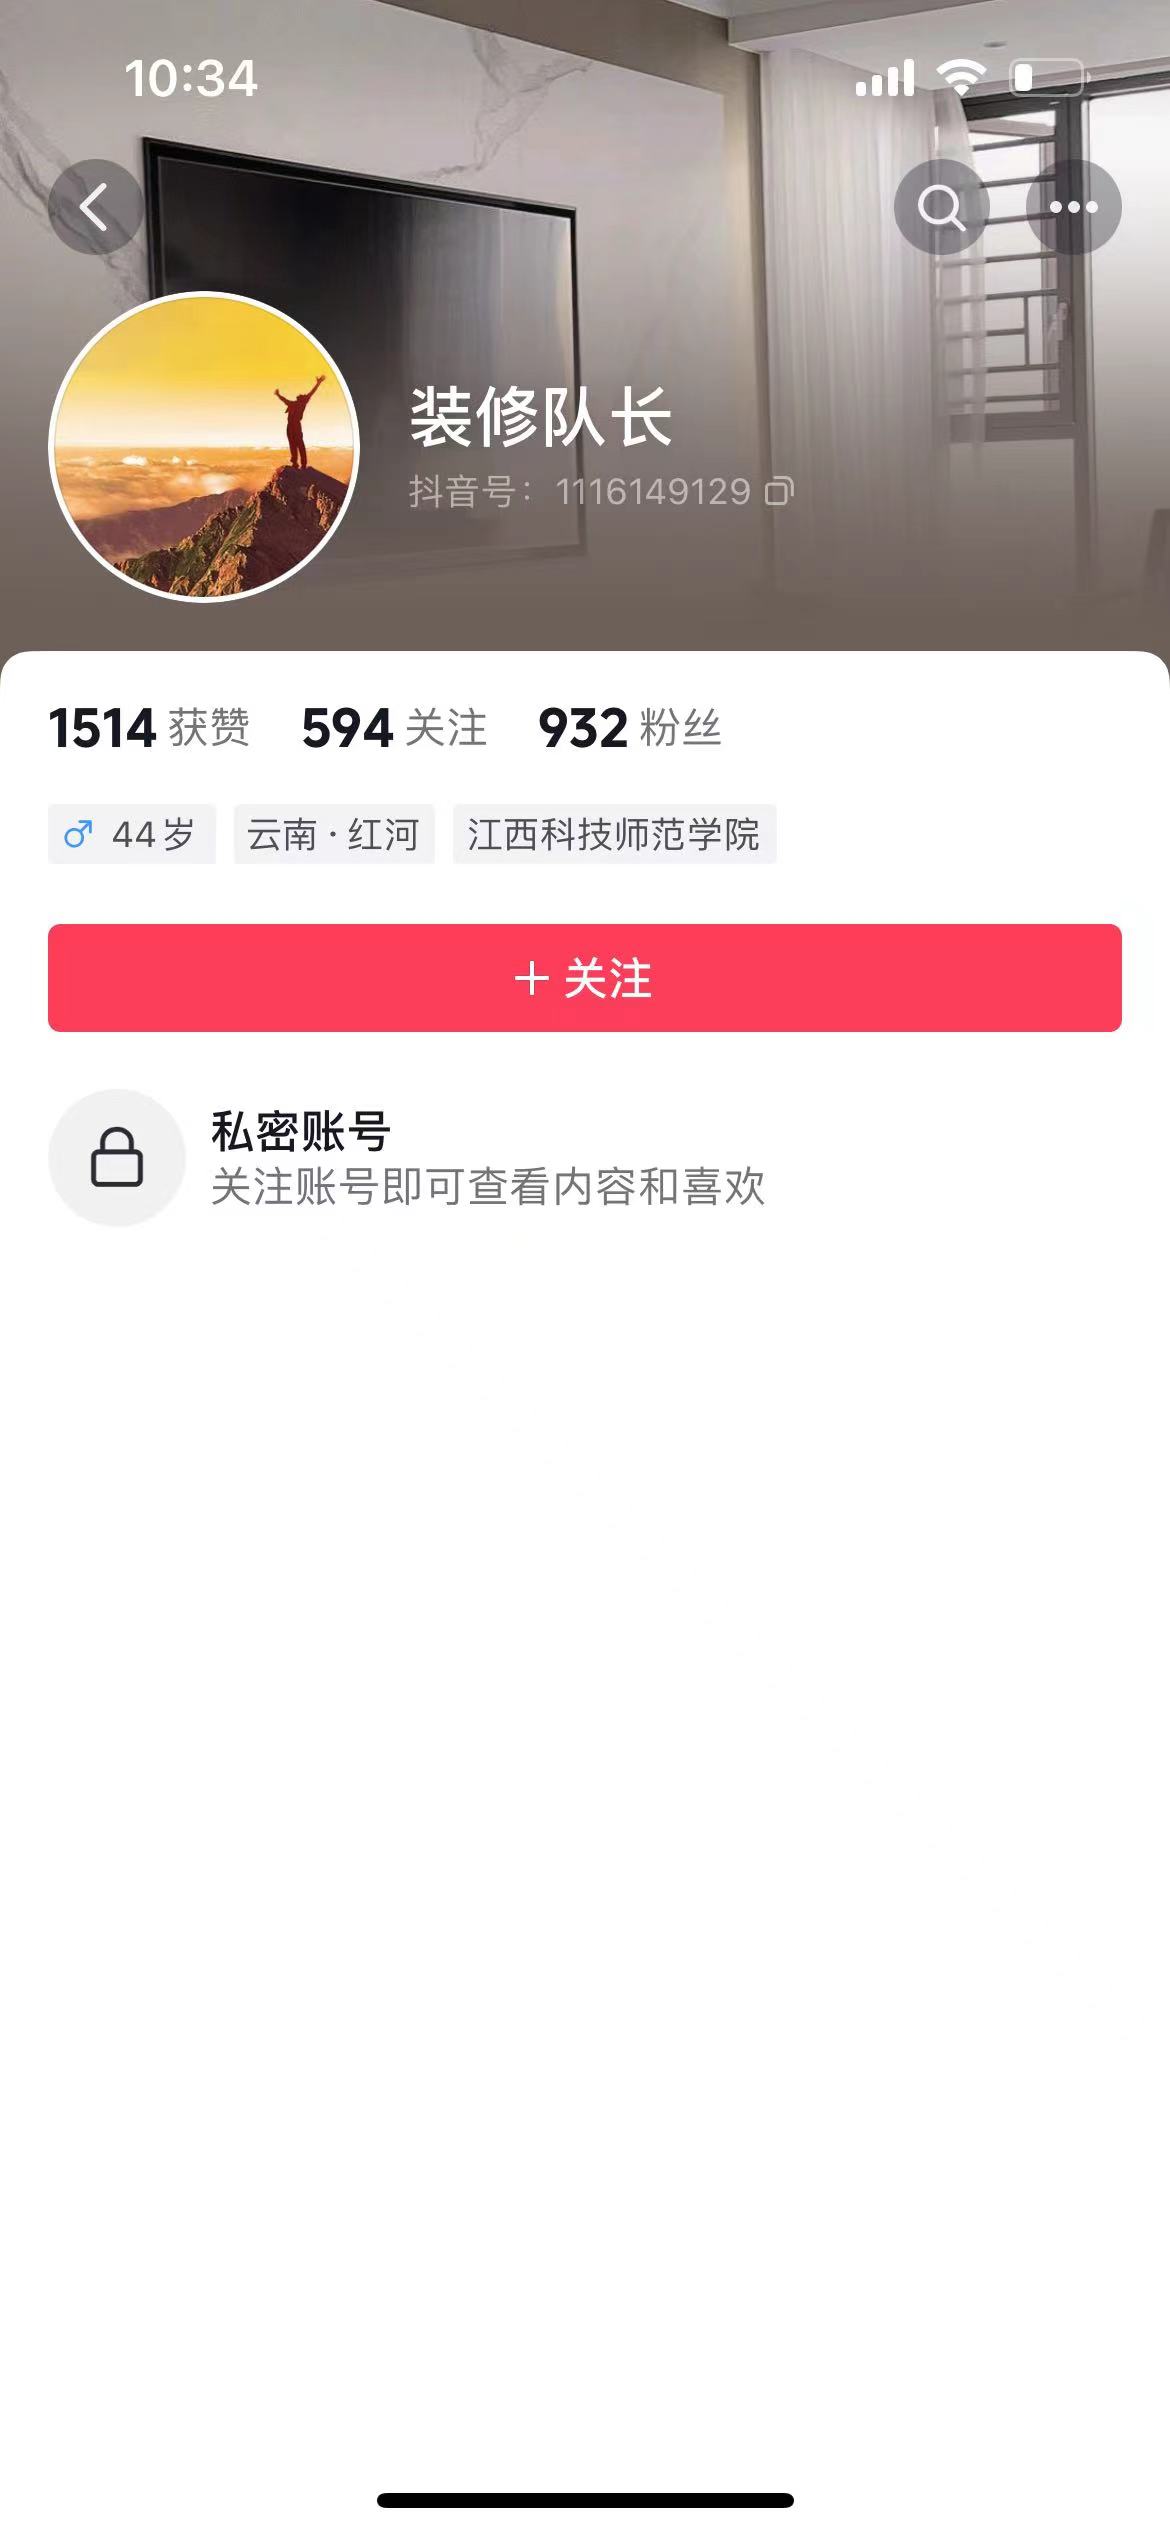 10:34
装修队长
抖音号：1116149129
1514 获赞 594 关注 932 粉丝
44岁 云南·红河 江西科技师范学院
＋ 关注
私密账号
关注账号即可查看内容和喜欢